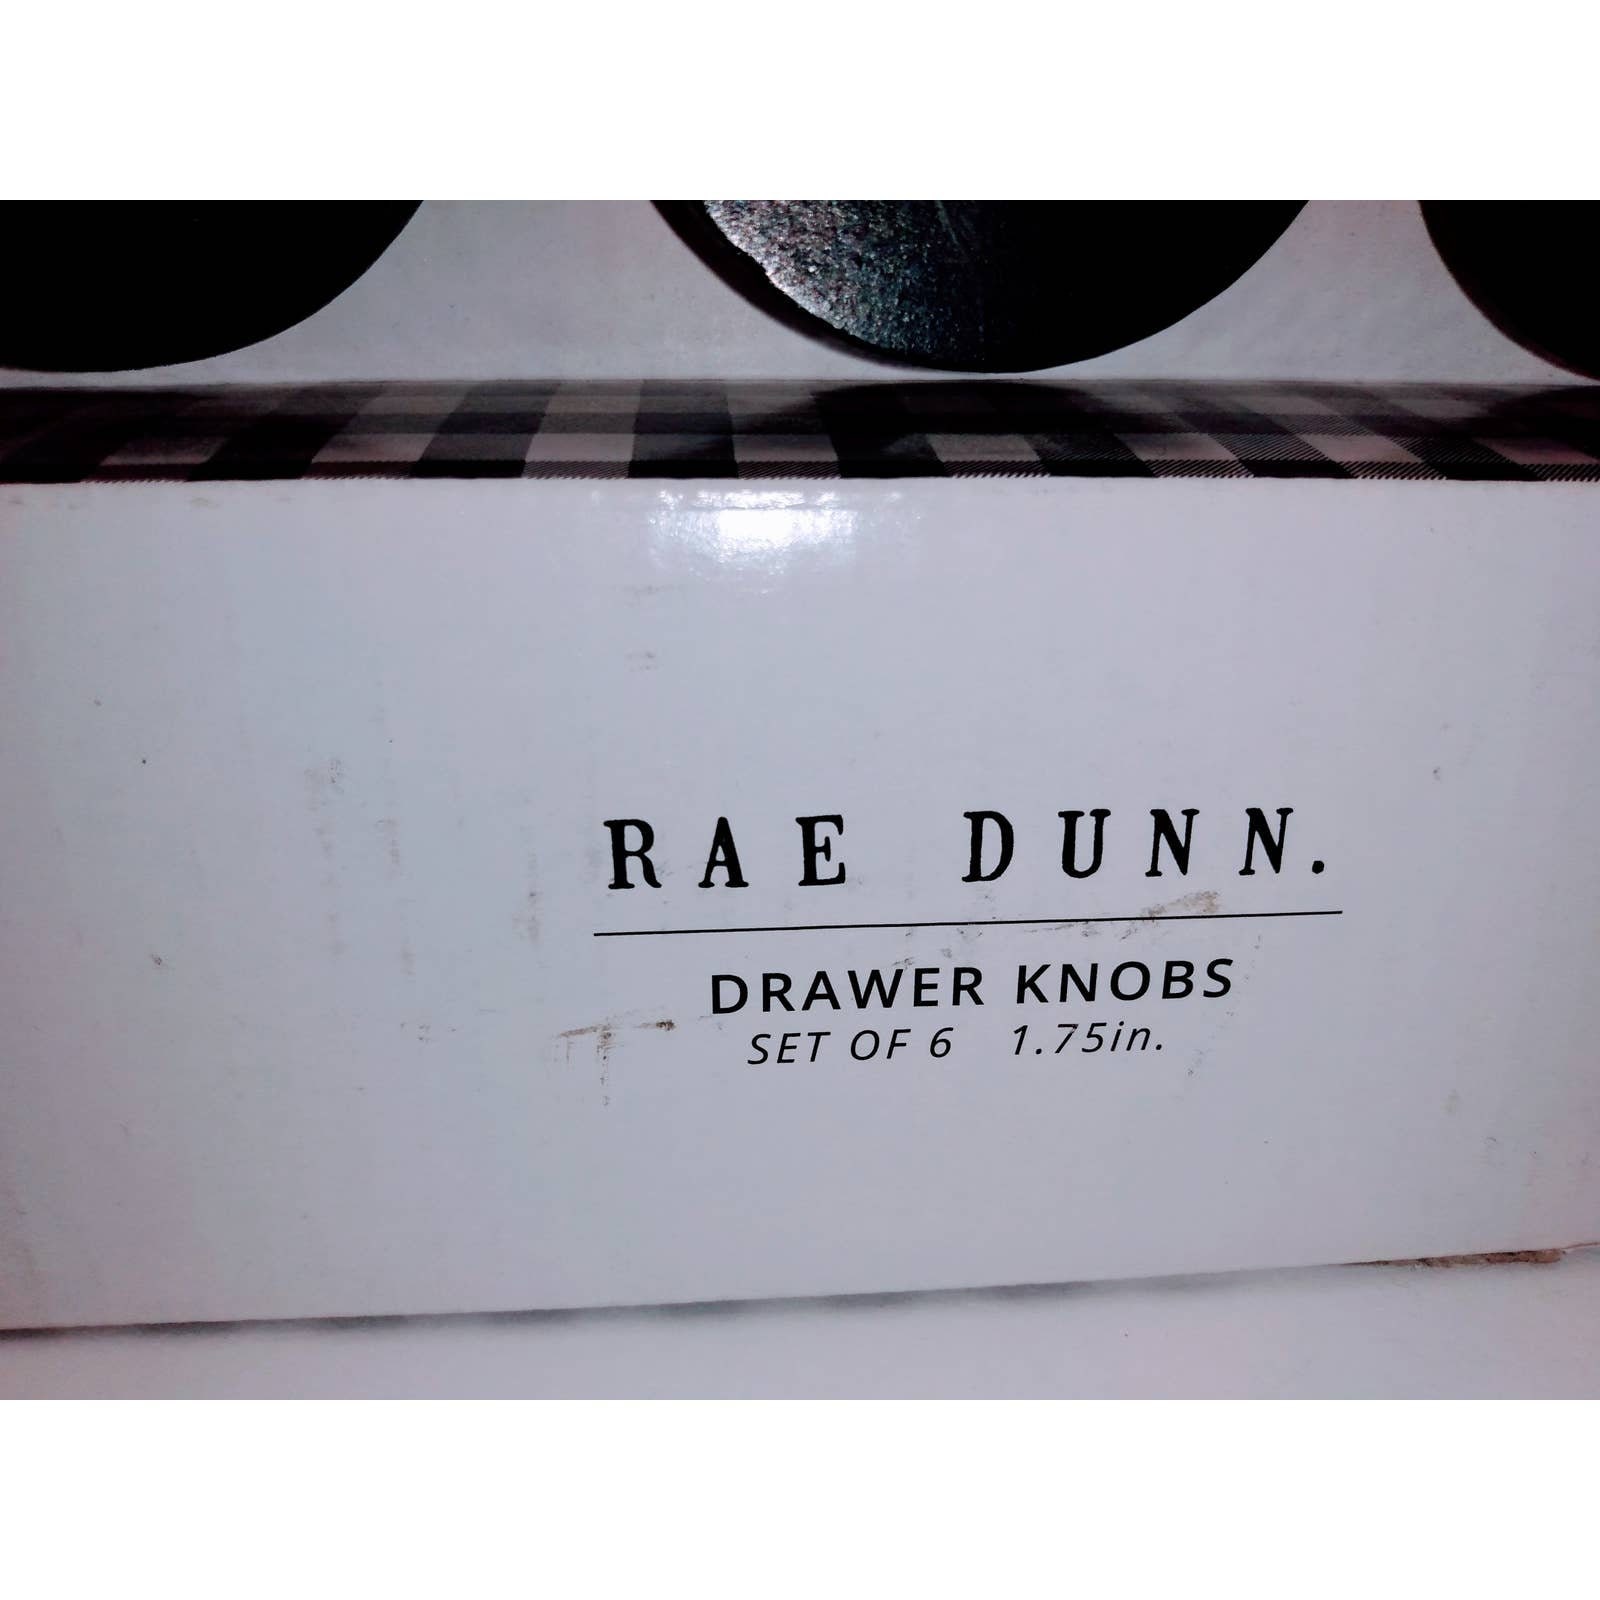 RAE DUNN.
DRAWER KNOBS
SET OF 6 1.75in.